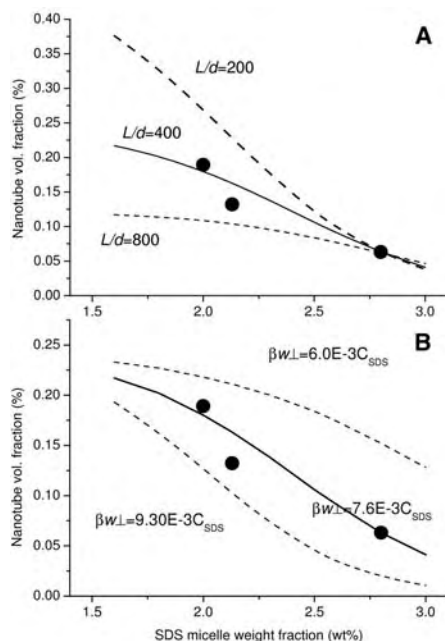 A
0.40
0.35
0.30
0.25
0.20
0.15
0.10
0.05
0.00
Nanotube vol. fraction (%)
L/d=200
L/d=400
L/d=800
1.5 2.0 2.5 3.0
B
0.25
0.20
0.15
0.10
0.05
0.00
Nanotube vol. fraction (%)
βw⊥=6.0E-3C_SDS
βw⊥=9.30E-3C_SDS
βw⊥=7.6E-3C_SDS
1.5 2.0 2.5 3.0
SDS micelle weight fraction (wt%)